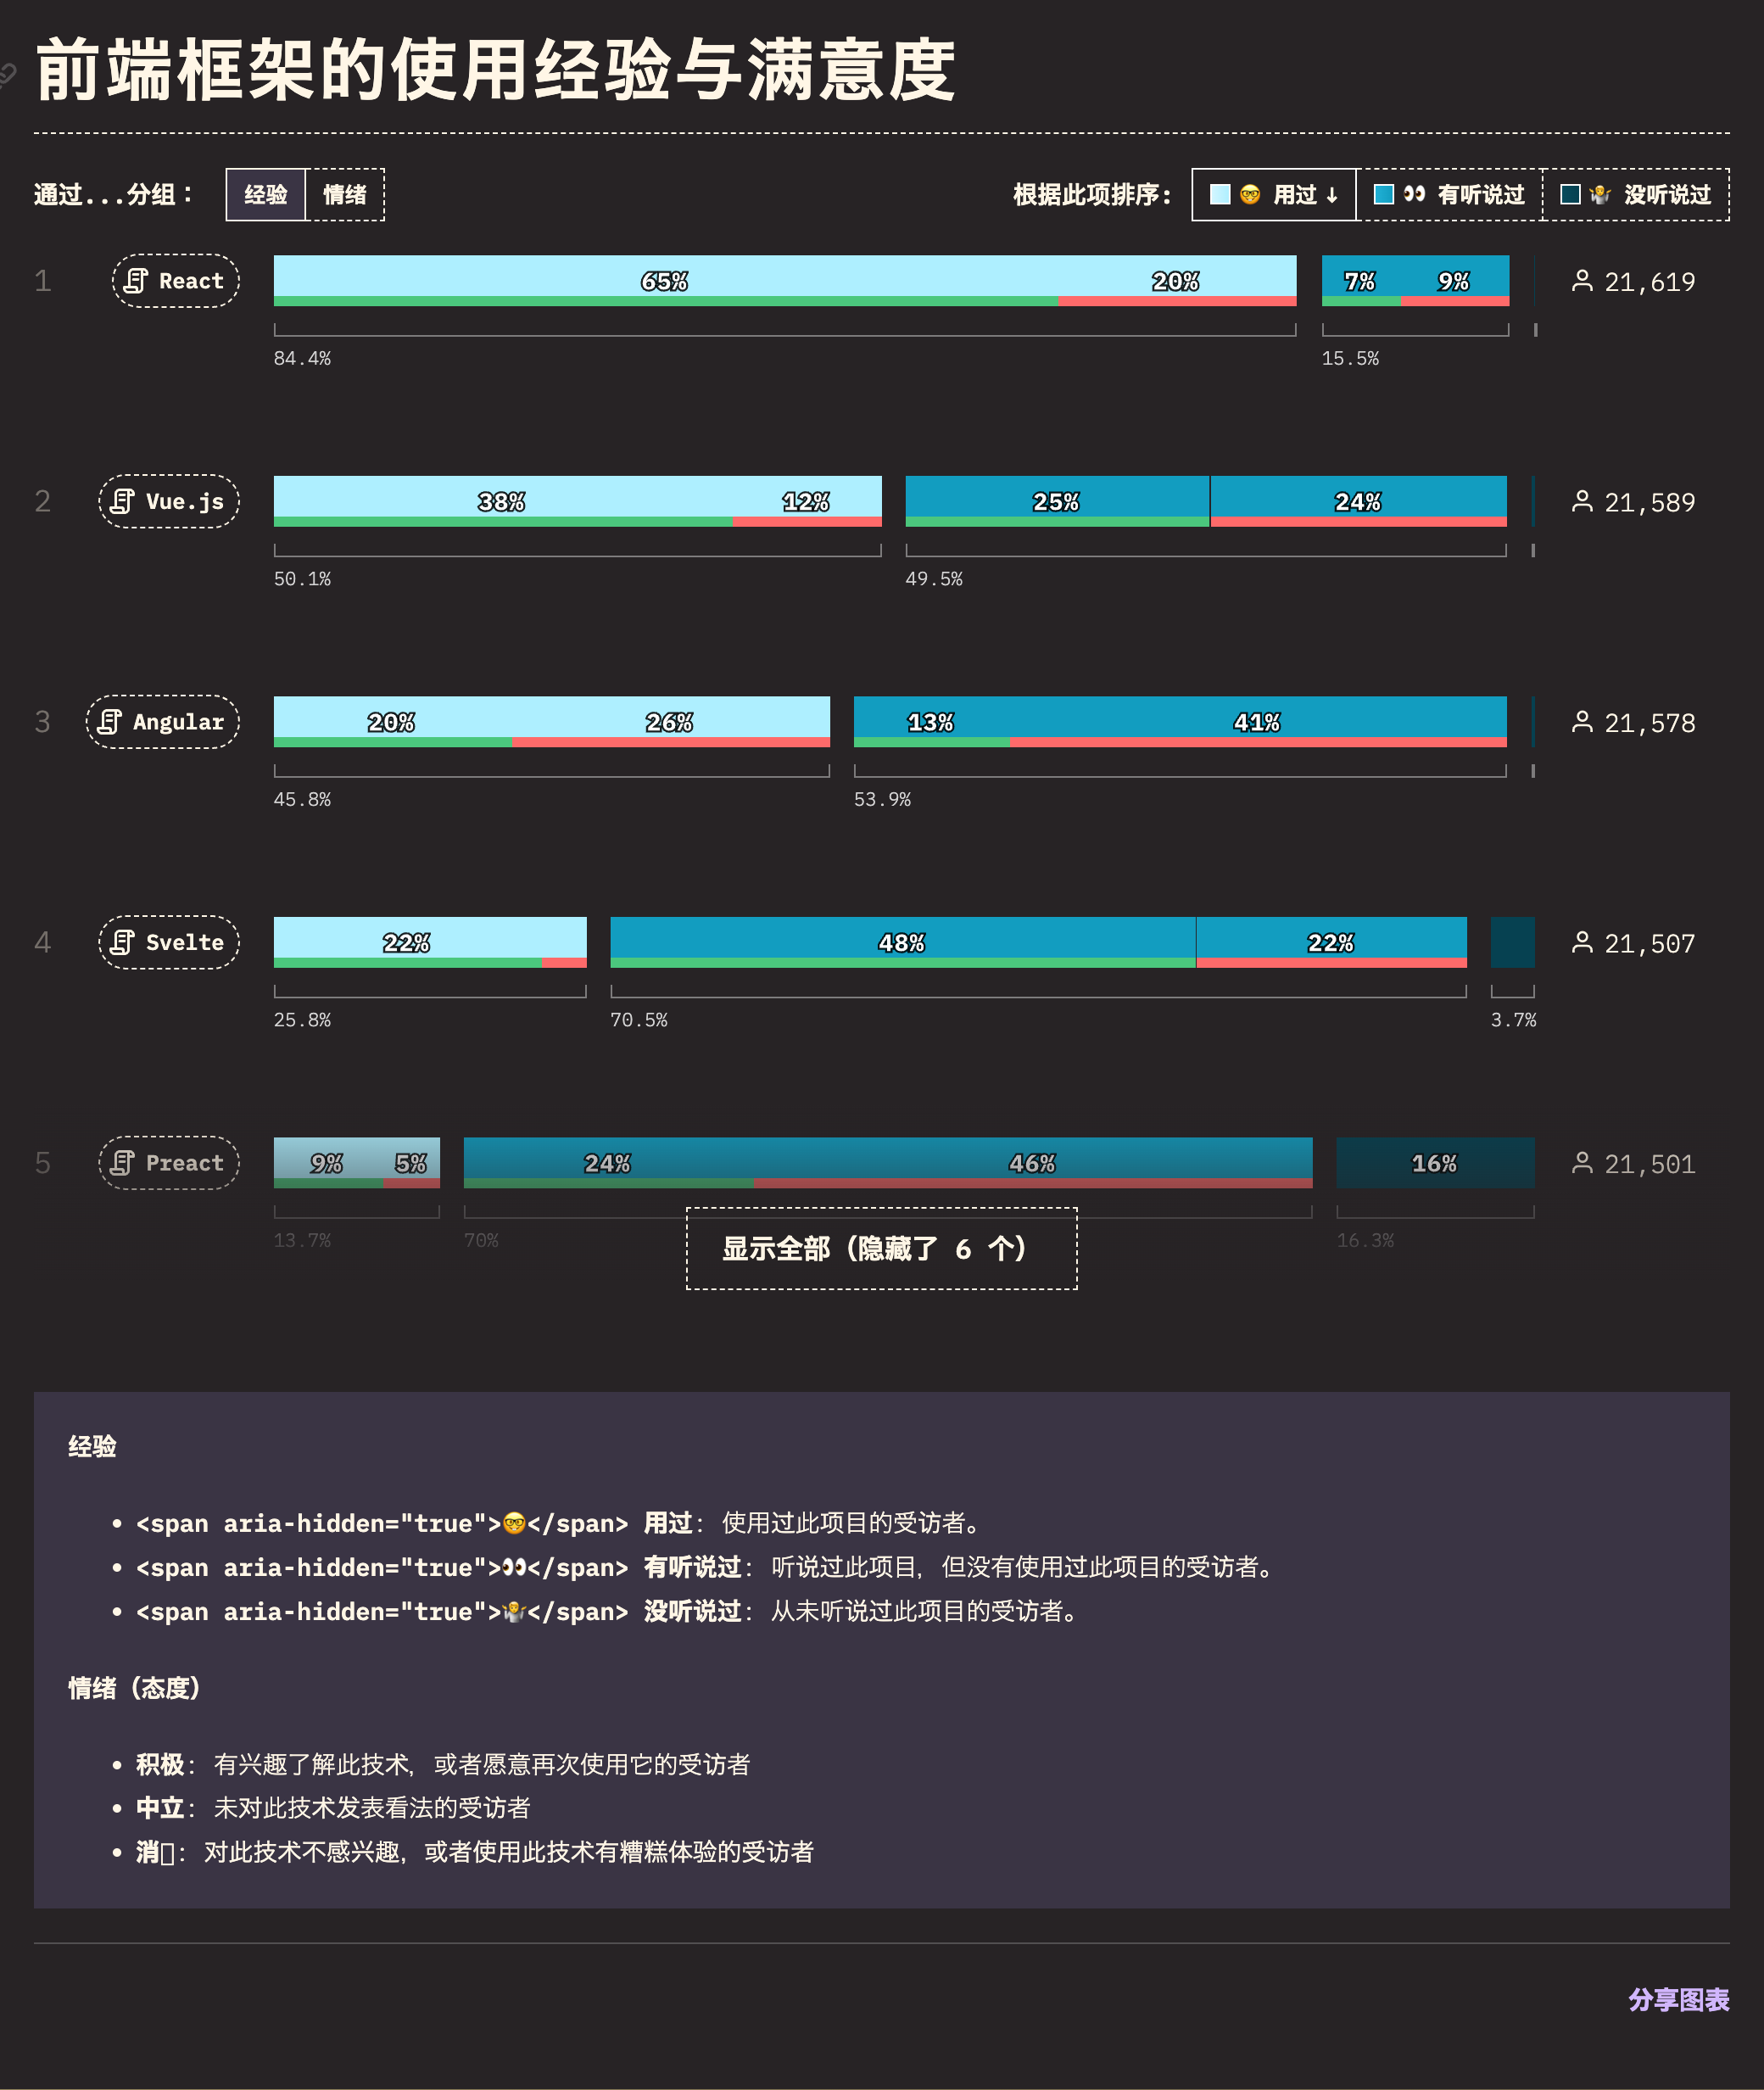 前端框架的使用经验与满意度
通过...分组： 经验 情绪 根据此项排序: 🤓 用过 ↓ 👀 有听说过 🤷 没听说过
1 React 65% 20% 7% 9% 21,619
84.4% 15.5%
2 Vue.js 38% 12% 25% 24% 21,589
50.1% 49.5%
3 Angular 20% 26% 13% 41% 21,578
45.8% 53.9%
4 Svelte 22% 48% 22% 21,507
25.8% 70.5% 3.7%
5 Preact 9% 5% 24% 46% 16% 21,501
13.7% 70% 16.3%
显示全部（隐藏了 6 个）
经验
• <span aria-hidden="true">🤓</span> 用过: 使用过此项目的受访者。
• <span aria-hidden="true">👀</span> 有听说过: 听说过此项目，但没有使用过此项目的受访者。
• <span aria-hidden="true">🤷</span> 没听说过: 从未听说过此项目的受访者。
情绪（态度）
• 积极: 有兴趣了解此技术，或者愿意再次使用它的受访者
• 中立: 未对此技术发表看法的受访者
• 消▯: 对此技术不感兴趣，或者使用此技术有糟糕体验的受访者
分享图表